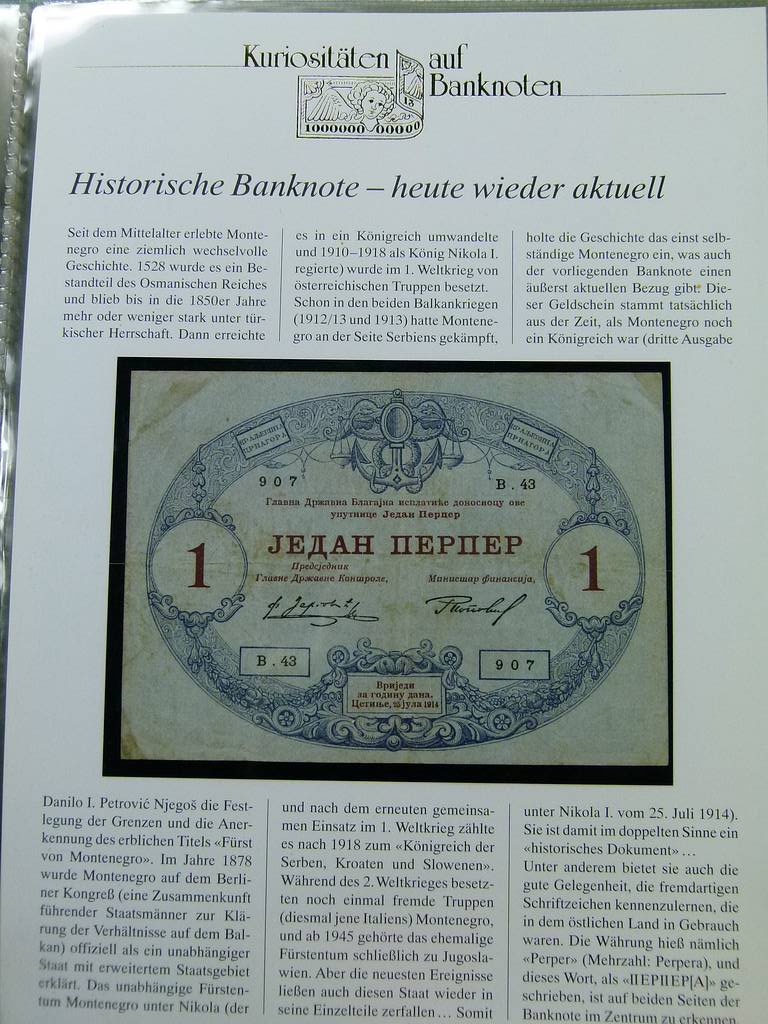 Kuriositäten auf
Banknoten
1000000 00000
13
Historische Banknote – heute wieder aktuell
Seit dem Mittelalter erlebte Monte-
negro eine ziemlich wechselvolle
Geschichte. 1528 wurde es ein Be-
standteil des Osmanischen Reiches
und blieb bis in die 1850er Jahre
mehr oder weniger stark unter tür-
kischer Herrschaft. Dann erreichte
Danilo I. Petrović Njegoš die Fest-
legung der Grenzen und die Aner-
kennung des erblichen Titels «Fürst
von Montenegro». Im Jahre 1878
wurde Montenegro auf dem Berli-
ner Kongreß (eine Zusammenkunft
führender Staatsmänner zur Klä-
rung der Verhältnisse auf dem Bal-
kan) offiziell als ein unabhängiger
Staat mit erweitertem Staatsgebiet
erklärt. Das unabhängige Fürsten-
tum Montenegro unter Nikola (der
es in ein Königreich umwandelte
und 1910–1918 als König Nikola I.
regierte) wurde im 1. Weltkrieg von
österreichischen Truppen besetzt.
Schon in den beiden Balkankriegen
(1912/13 und 1913) hatte Montene-
gro an der Seite Serbiens gekämpft,
und nach dem erneuten gemeinsa-
men Einsatz im 1. Weltkrieg zählte
es nach 1918 zum «Königreich der
Serben, Kroaten und Slowenen».
Während des 2. Weltkrieges besetz-
ten noch einmal fremde Truppen
(diesmal jene Italiens) Montenegro,
und ab 1945 gehörte das ehemalige
Fürstentum schließlich zu Jugosla-
wien. Aber die neuesten Ereignisse
ließen auch diesen Staat wieder in
seine Einzelteile zerfallen ... Somit
holte die Geschichte das einst selb-
ständige Montenegro ein, was auch
der vorliegenden Banknote einen
äußerst aktuellen Bezug gibt. Die-
ser Geldschein stammt tatsächlich
aus der Zeit, als Montenegro noch
ein Königreich war (dritte Ausgabe
unter Nikola I. vom 25. Juli 1914).
Sie ist damit im doppelten Sinne ein
«historisches Dokument» ...
Unter anderem bietet sie auch die
gute Gelegenheit, die fremdartigen
Schriftzeichen kennenzulernen, die
in dem östlichen Land in Gebrauch
waren. Die Währung hieß nämlich
«Perper» (Mehrzahl: Perpera), und
dieses Wort, als «ПЕРПЕР[А]» ge-
schrieben, ist auf beiden Seiten der
Banknote im Zentrum zu erkennen.
КРАЉЕВИНА
ЦРНАГОРА
КРАЉЕВИНА
ЦРНАГОРА
907
B. 43
Главна Државна Благајна исплатиће доносиоцу ове
упутнице Један Перпер
ЈЕДАН ПЕРПЕР
1
1
Предсједник
Главне Државне Контроле,
Министар финансија,
B. 43
907
Вриједи
за годину дана.
Цетиње, 25 јула 1914